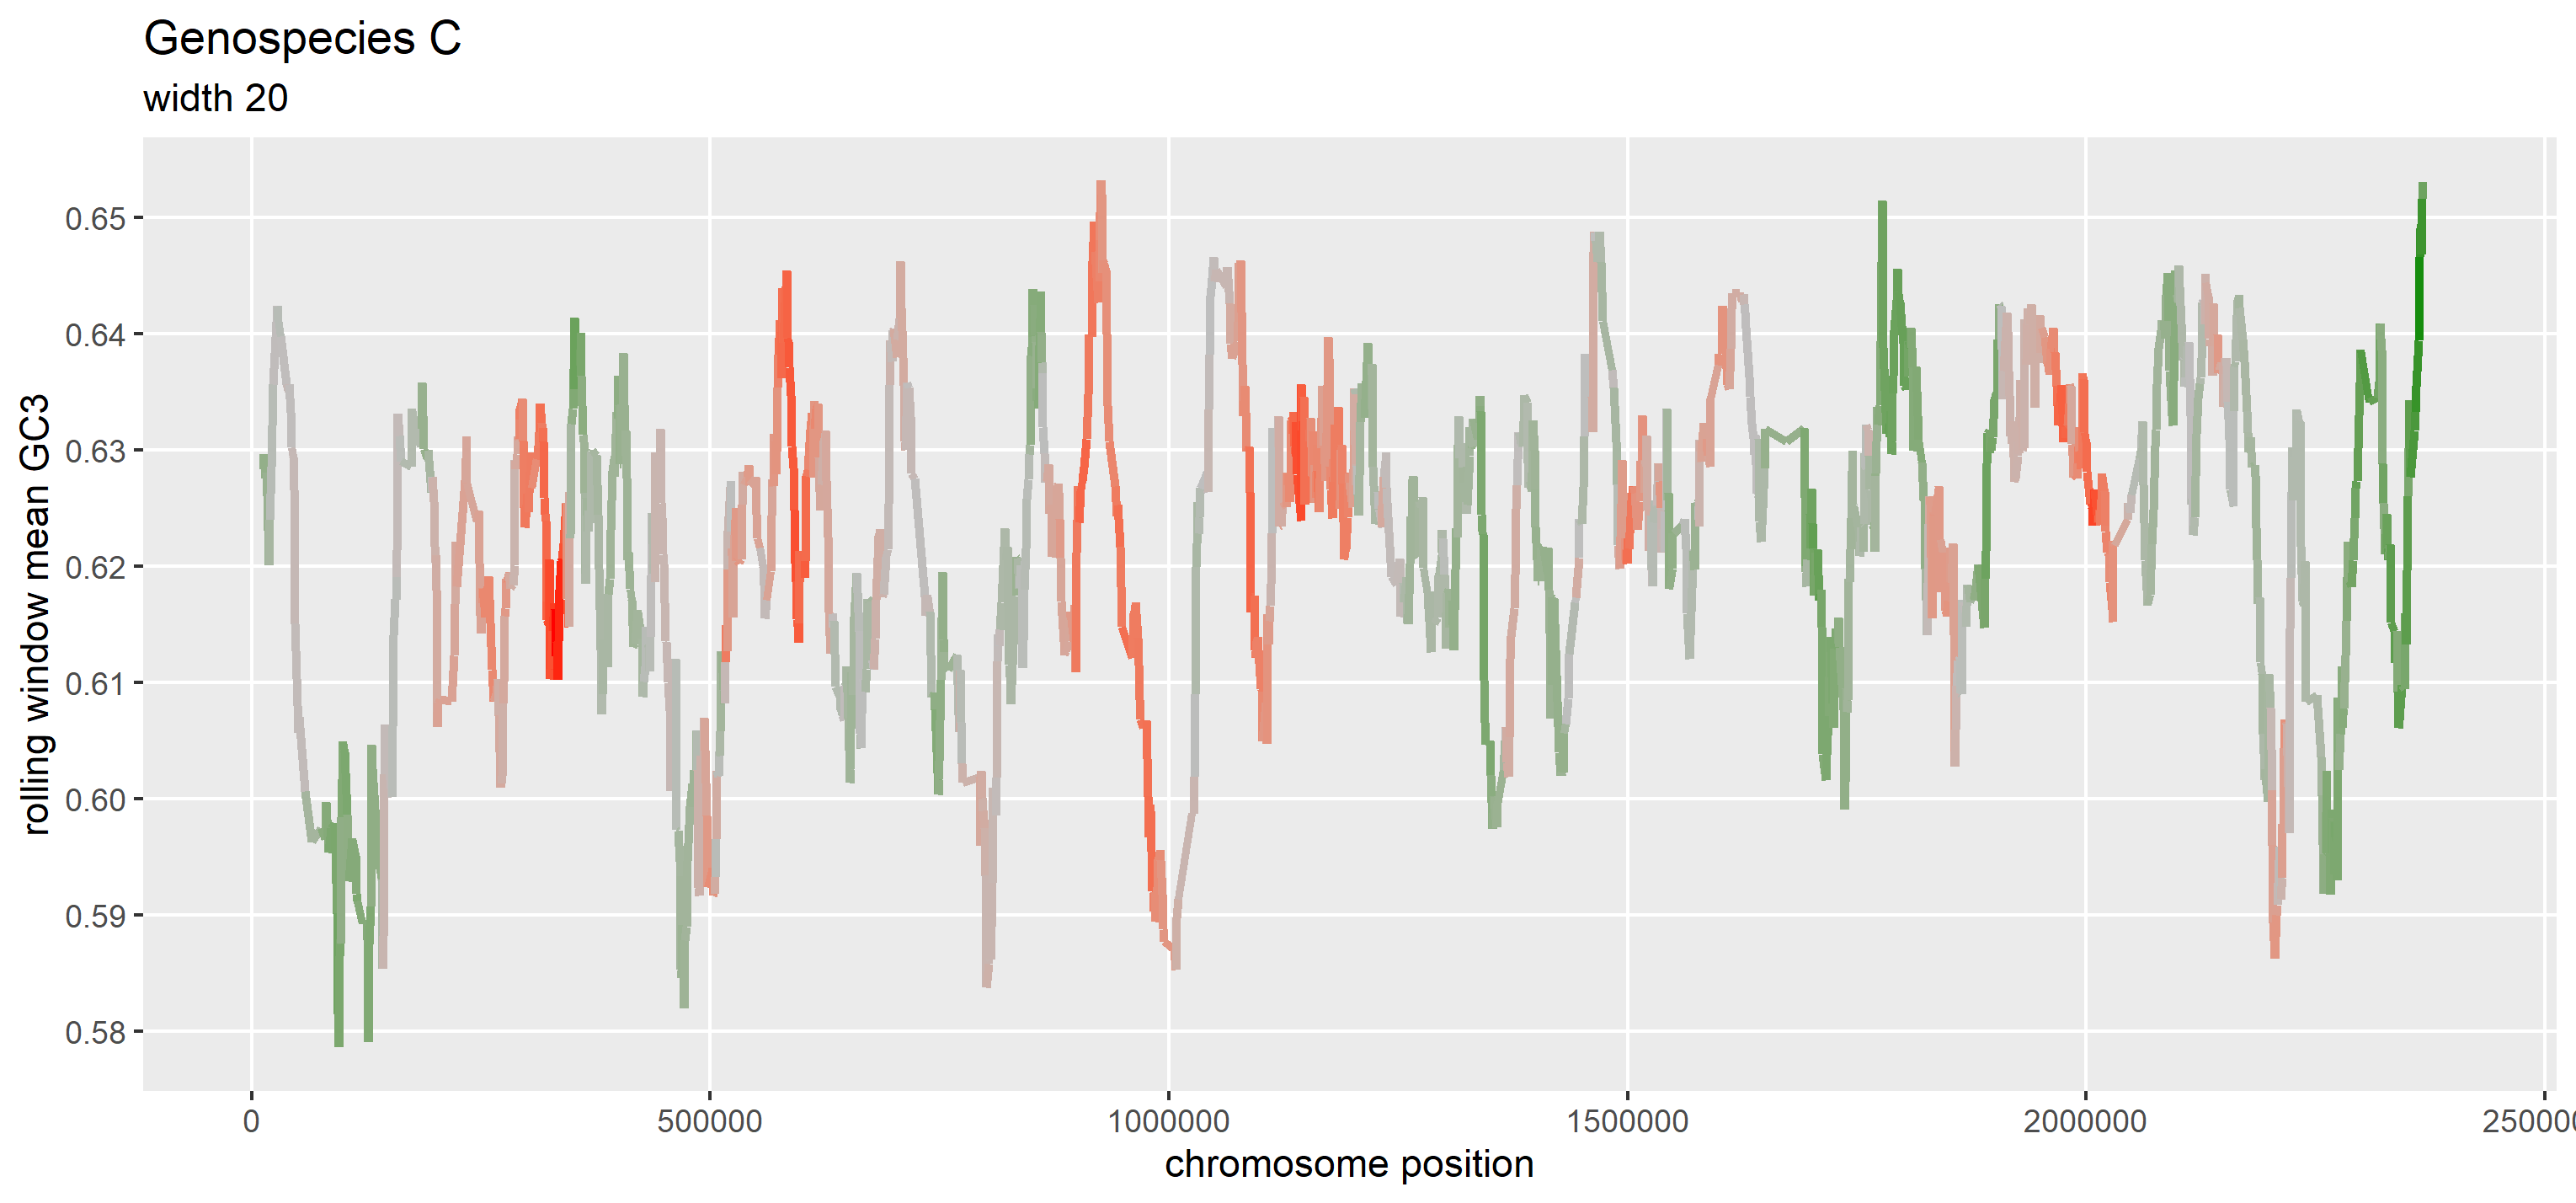 Genospecies C
width 20
rolling window mean GC3
0.65
0.64
0.63
0.62
0.61
0.60
0.59
0.58
0 500000 1000000 1500000 2000000 250000
chromosome position